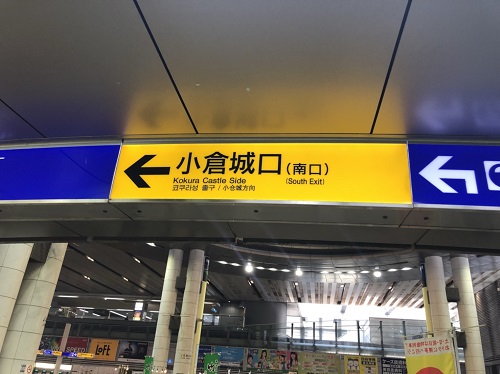 小倉城口(南口)
Kokura Castle Side (South Exit)
코쿠라성 출구 / 小仓城方向
LOFT